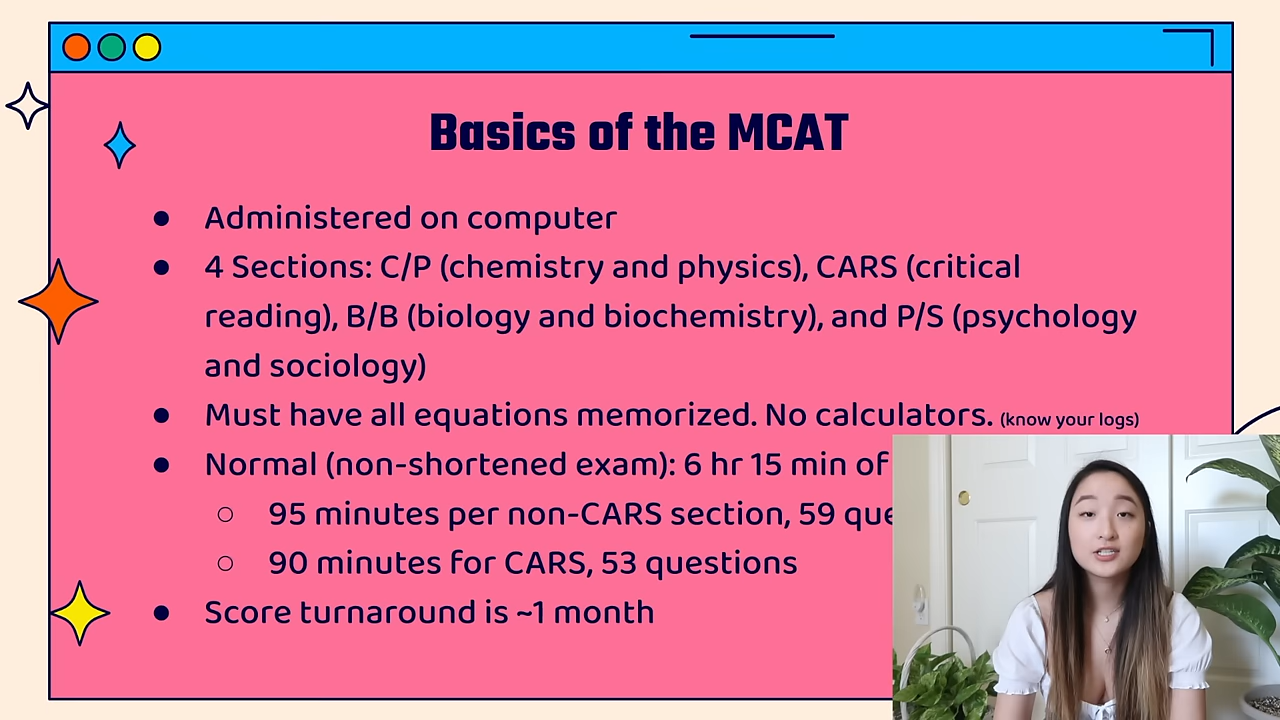 Basics of the MCAT
● Administered on computer
● 4 Sections: C/P (chemistry and physics), CARS (critical
reading), B/B (biology and biochemistry), and P/S (psychology
and sociology)
● Must have all equations memorized. No calculators. (know your logs)
● Normal (non-shortened exam): 6 hr 15 min of
○ 95 minutes per non-CARS section, 59
○ 90 minutes for CARS, 53 questions
● Score turnaround is ~1 month